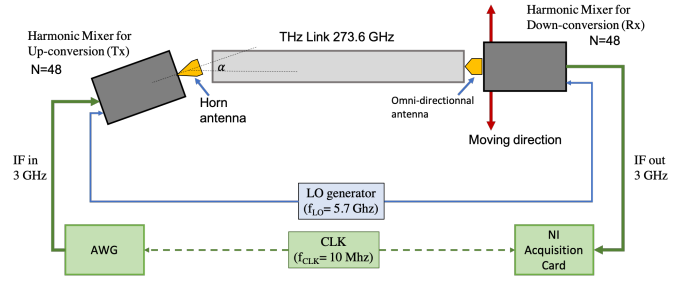 Harmonic Mixer for
Up-conversion (Tx)
N=48
THz Link 273.6 GHz
Harmonic Mixer for
Down-conversion (Rx)
N=48
α
Horn
antenna
Omni-directionnal
antenna
Moving direction
IF in
3 GHz
IF out
3 GHz
LO generator
(fLO= 5.7 Ghz)
AWG
CLK
(fCLK= 10 Mhz)
NI
Acquisition
Card